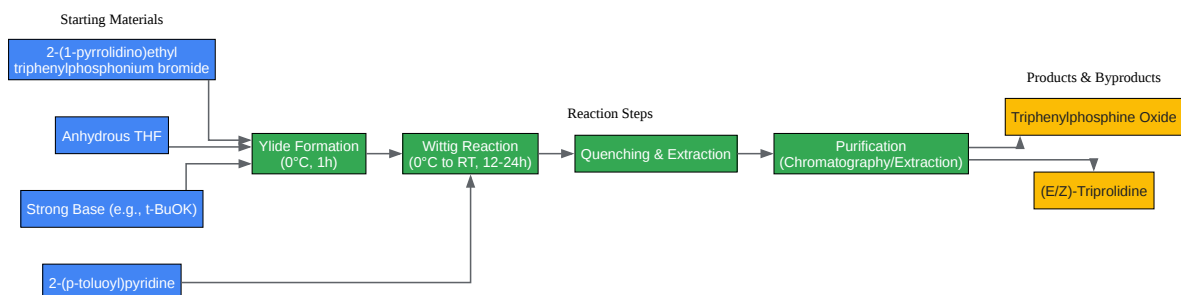 Starting Materials
2-(1-pyrrolidino)ethyl
triphenylphosphonium bromide
Anhydrous THF
Strong Base (e.g., t-BuOK)
2-(p-toluoyl)pyridine
Reaction Steps
Ylide Formation
(0°C, 1h)
Wittig Reaction
(0°C to RT, 12-24h)
Quenching & Extraction
Purification
(Chromatography/Extraction)
Products & Byproducts
Triphenylphosphine Oxide
(E/Z)-Triprolidine